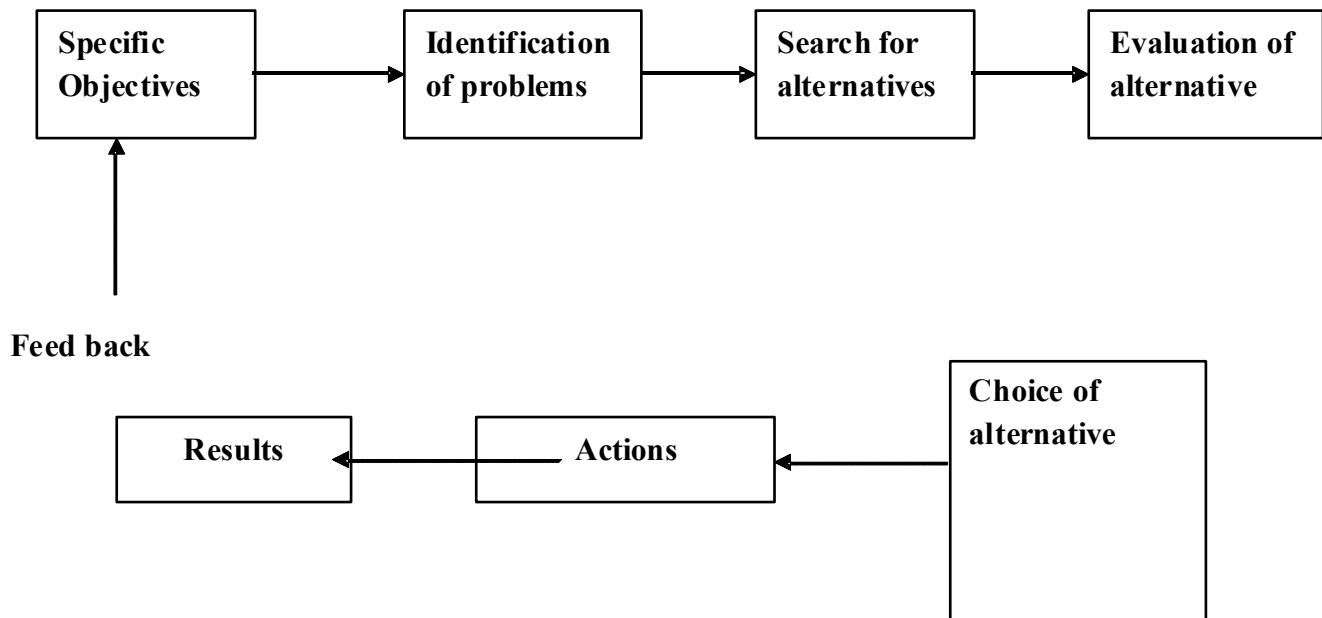 Specific
Objectives
Identification
of problems
Search for
alternatives
Evaluation of
alternative
Feed back
Choice of
alternative
Actions
Results